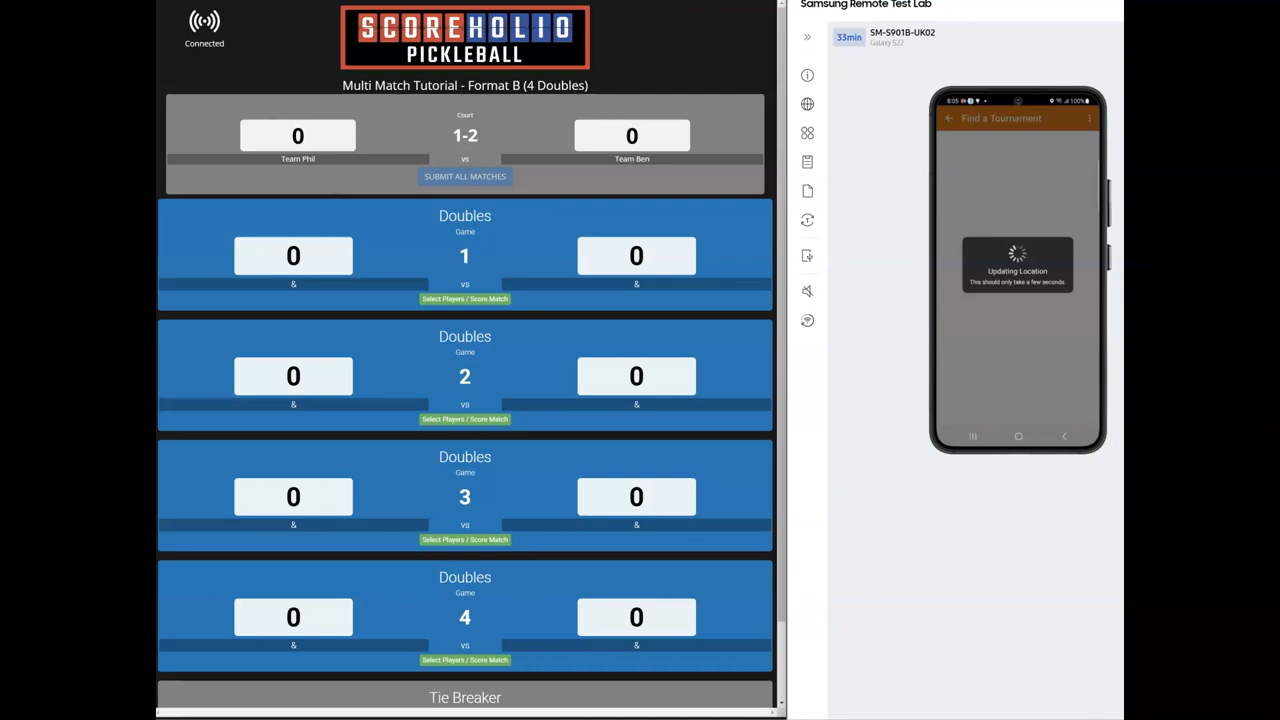 Connected
SCOREHOLIO
PICKLEBALL
Multi Match Tutorial - Format B (4 Doubles)
Court
0 1-2 0
Team Phil vs Team Ben
SUBMIT ALL MATCHES
Doubles
Game
0 1 0
& vs &
Select Players / Score Match
Doubles
Game
0 2 0
& vs &
Select Players / Score Match
Doubles
Game
0 3 0
& vs &
Select Players / Score Match
Doubles
Game
0 4 0
& vs &
Select Players / Score Match
Tie Breaker
Samsung Remote Test Lab
33min
SM-S901B-UK02
Galaxy S22
6:05 100%
Find a Tournament
Updating Location
This should only take a few seconds.